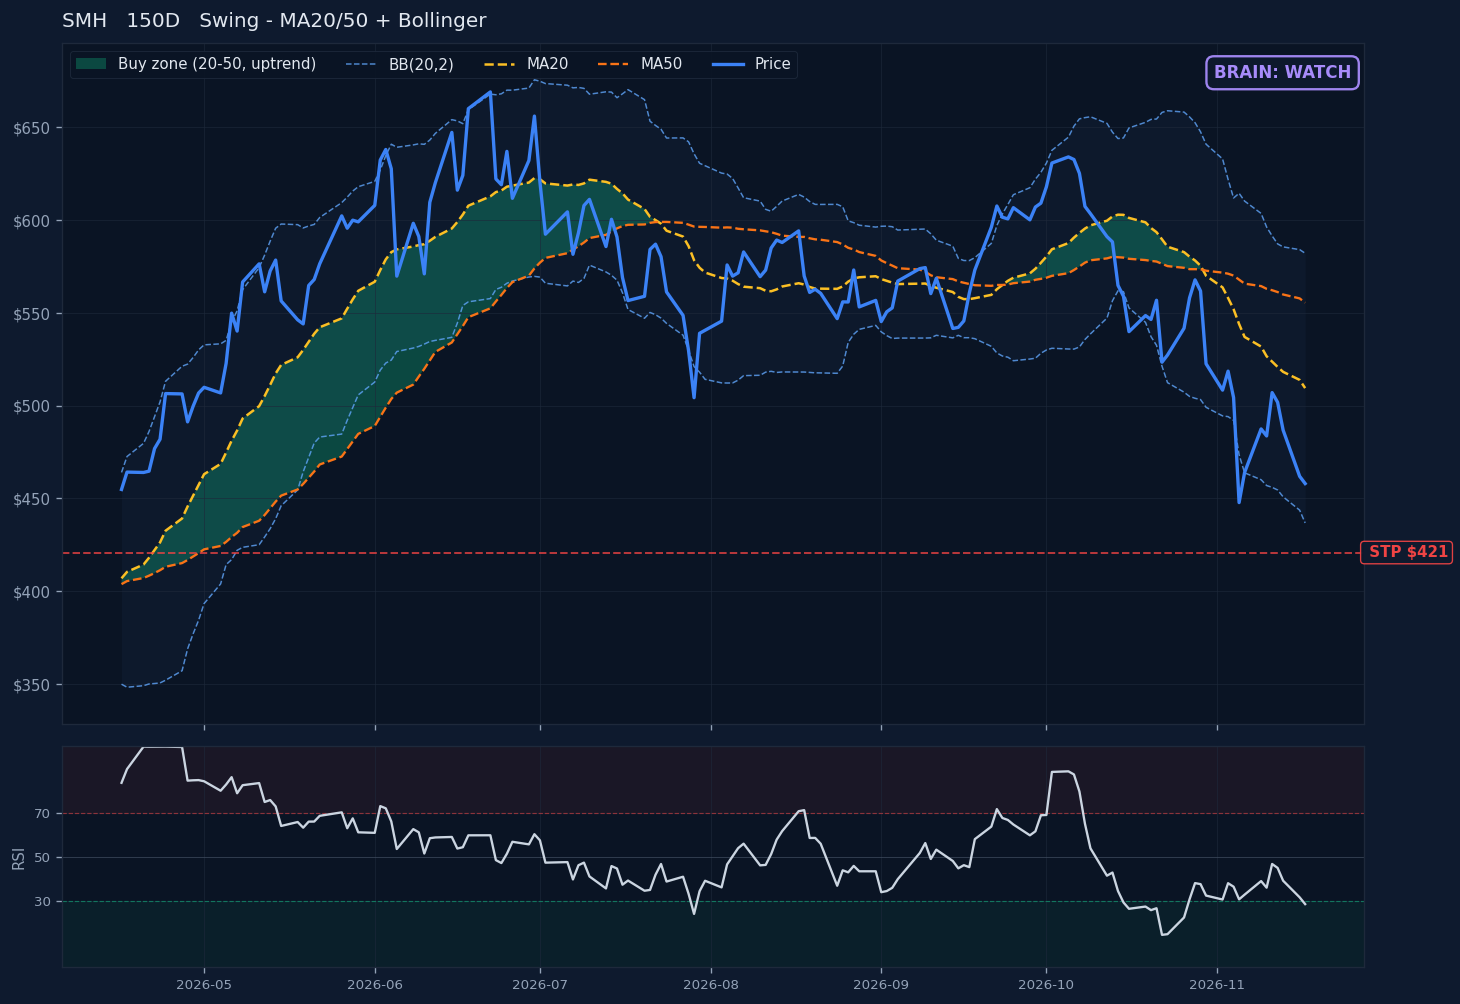 SMH   150D   Swing - MA20/50 + Bollinger
Buy zone (20-50, uptrend)   BB(20,2)   MA20   MA50   Price
BRAIN: WATCH
$650
$600
$550
$500
$450
STP $421
$400
$350
70
50
30
RSI
2026-05   2026-06   2026-07   2026-08   2026-09   2026-10   2026-11